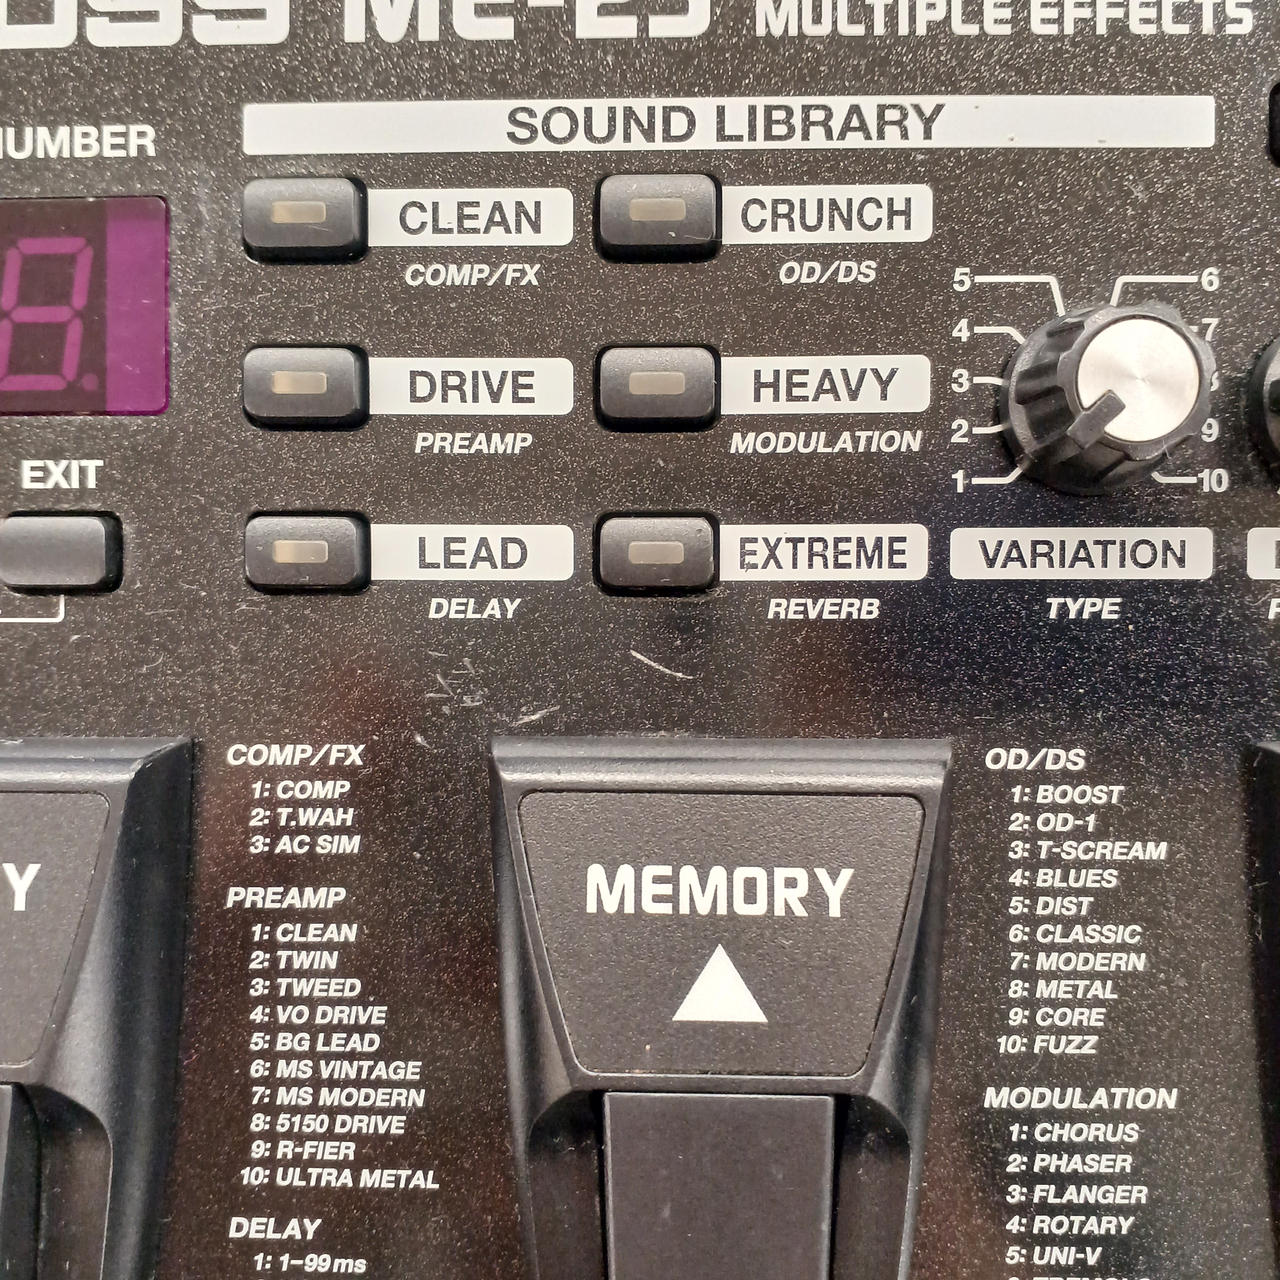 BOSS ME-25 MULTIPLE EFFECTS
SOUND LIBRARY
NUMBER
8.
CLEAN
COMP/FX
CRUNCH
OD/DS
DRIVE
PREAMP
HEAVY
MODULATION
EXIT
LEAD
DELAY
EXTREME
REVERB
5
4
3
2
1
6
7
8
9
10
VARIATION
TYPE
COMP/FX
1: COMP
2: T.WAH
3: AC SIM
PREAMP
1: CLEAN
2: TWIN
3: TWEED
4: VO DRIVE
5: BG LEAD
6: MS VINTAGE
7: MS MODERN
8: 5150 DRIVE
9: R-FIER
10: ULTRA METAL
DELAY
1: 1-99ms
Y
MEMORY
OD/DS
1: BOOST
2: OD-1
3: T-SCREAM
4: BLUES
5: DIST
6: CLASSIC
7: MODERN
8: METAL
9: CORE
10: FUZZ
MODULATION
1: CHORUS
2: PHASER
3: FLANGER
4: ROTARY
5: UNI-V